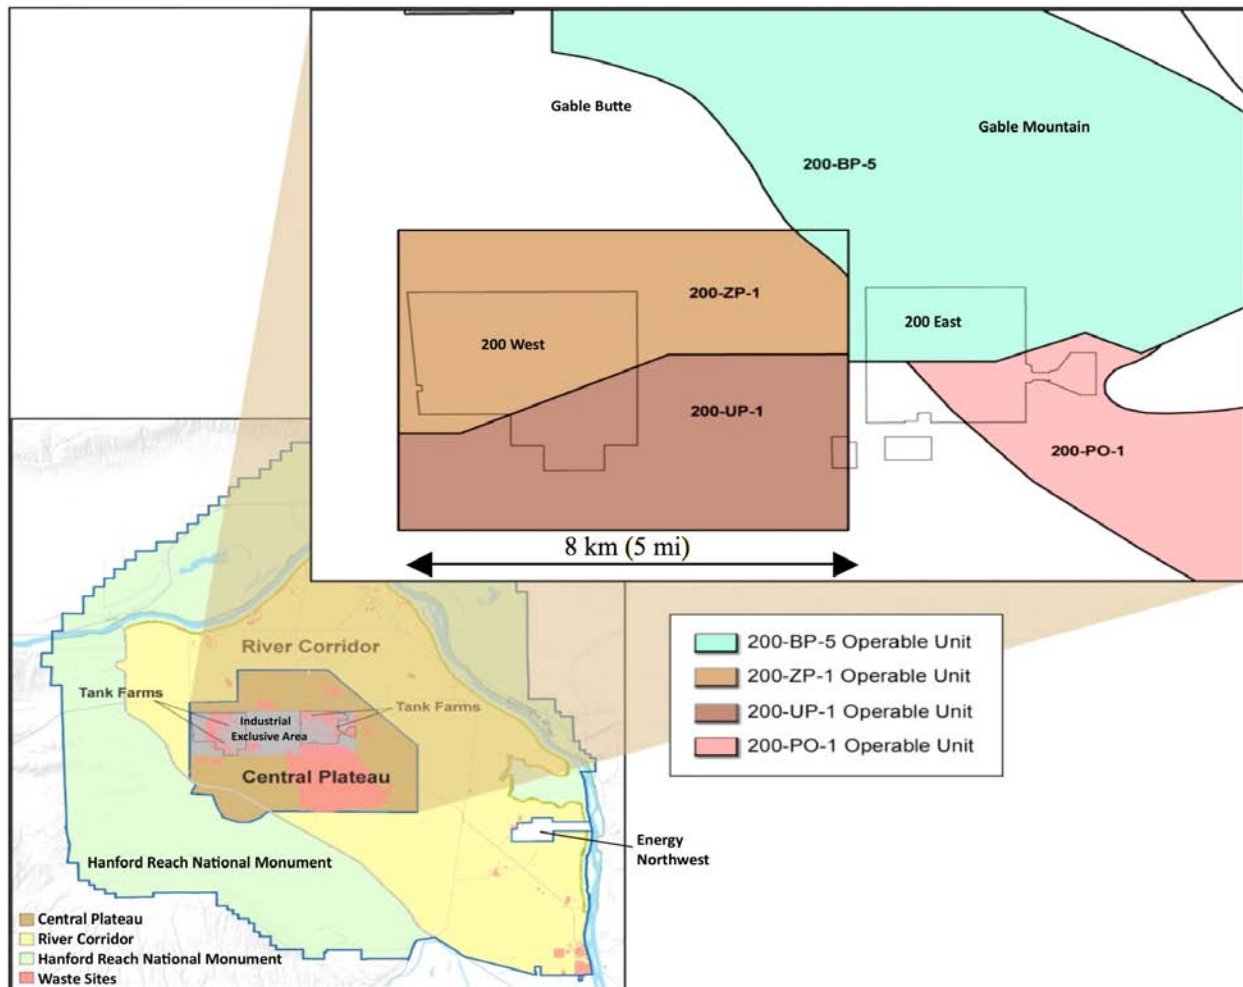 Gable Butte
Gable Mountain
200-BP-5
200-ZP-1
200 East
200 West
200-UP-1
200-PO-1
8 km (5 mi)
200-BP-5 Operable Unit
200-ZP-1 Operable Unit
200-UP-1 Operable Unit
200-PO-1 Operable Unit
River Corridor
Tank Farms
Tank Farms
Industrial
Exclusive Area
Central Plateau
Energy
Northwest
Hanford Reach National Monument
Central Plateau
River Corridor
Hanford Reach National Monument
Waste Sites